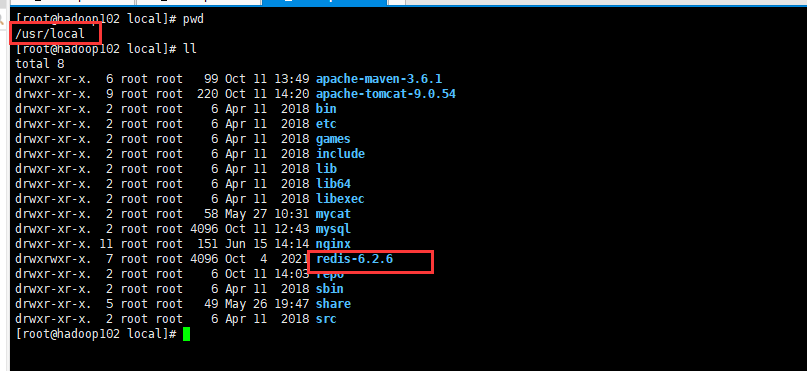 [root@hadoop102 local]# pwd
/usr/local
[root@hadoop102 local]# ll
total 8
drwxr-xr-x.  6 root root   99 Oct 11 13:49 apache-maven-3.6.1
drwxr-xr-x.  9 root root  220 Oct 11 14:20 apache-tomcat-9.0.54
drwxr-xr-x.  2 root root    6 Apr 11  2018 bin
drwxr-xr-x.  2 root root    6 Apr 11  2018 etc
drwxr-xr-x.  2 root root    6 Apr 11  2018 games
drwxr-xr-x.  2 root root    6 Apr 11  2018 include
drwxr-xr-x.  2 root root    6 Apr 11  2018 lib
drwxr-xr-x.  2 root root    6 Apr 11  2018 lib64
drwxr-xr-x.  2 root root    6 Apr 11  2018 libexec
drwxr-xr-x.  2 root root   58 May 27 10:31 mycat
drwxr-xr-x.  2 root root 4096 Oct 11 12:43 mysql
drwxr-xr-x. 11 root root  151 Jun 15 14:14 nginx
drwxrwxr-x.  7 root root 4096 Oct  4  2021 redis-6.2.6
drwxr-xr-x.  2 root root    6 Oct 11 14:03 repo
drwxr-xr-x.  2 root root    6 Apr 11  2018 sbin
drwxr-xr-x.  5 root root   49 May 26 19:47 share
drwxr-xr-x.  2 root root    6 Apr 11  2018 src
[root@hadoop102 local]#